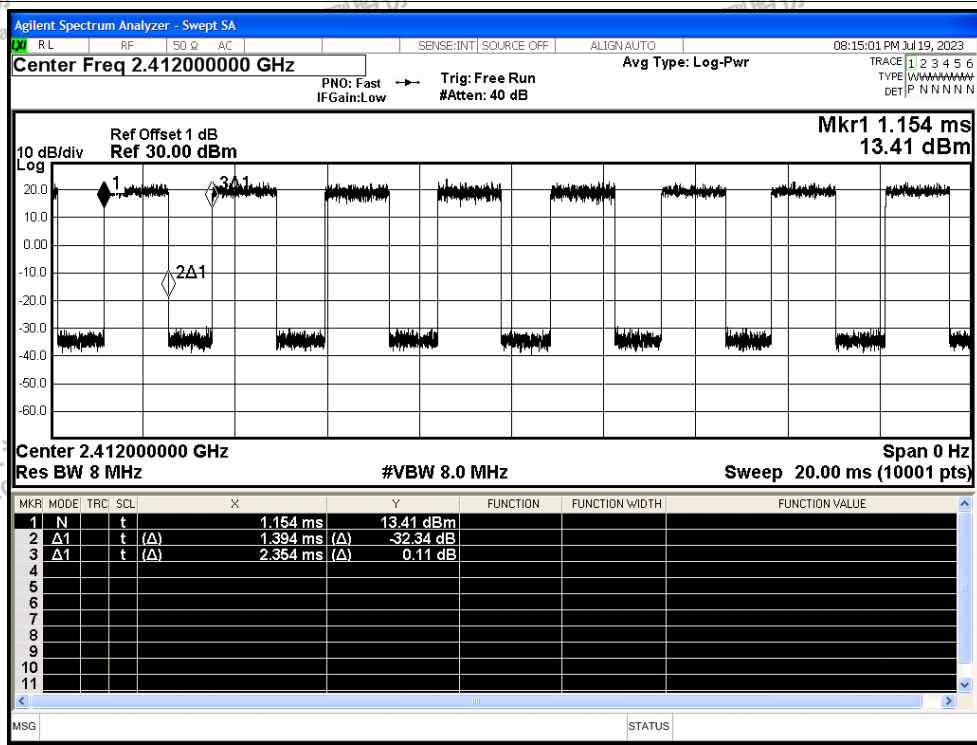 Agilent Spectrum Analyzer - Swept SA
LXI RL RF 50 Ω AC SENSE:INT SOURCE OFF ALIGN AUTO 08:15:01 PM Jul 19, 2023
Center Freq 2.412000000 GHz Avg Type: Log-Pwr TRACE 1 2 3 4 5 6
PNO: Fast Trig: Free Run TYPE
IFGain:Low #Atten: 40 dB DET P N N N N N
Mkr1 1.154 ms
Ref Offset 1 dB
10 dB/div Ref 30.00 dBm 13.41 dBm
Log
1 3Δ1
20.0
10.0
0.00
-10.0
2Δ1
-20.0
-30.0
-40.0
-50.0
-60.0
Center 2.412000000 GHz Span 0 Hz
Res BW 8 MHz #VBW 8.0 MHz Sweep 20.00 ms (10001 pts)
MKR MODE TRC SCL X Y FUNCTION FUNCTION WIDTH FUNCTION VALUE
1 N t 1.154 ms 13.41 dBm
2 Δ1 t (Δ) 1.394 ms (Δ) -32.34 dB
3 Δ1 t (Δ) 2.354 ms (Δ) 0.11 dB
4
5
6
7
8
9
10
11
MSG STATUS